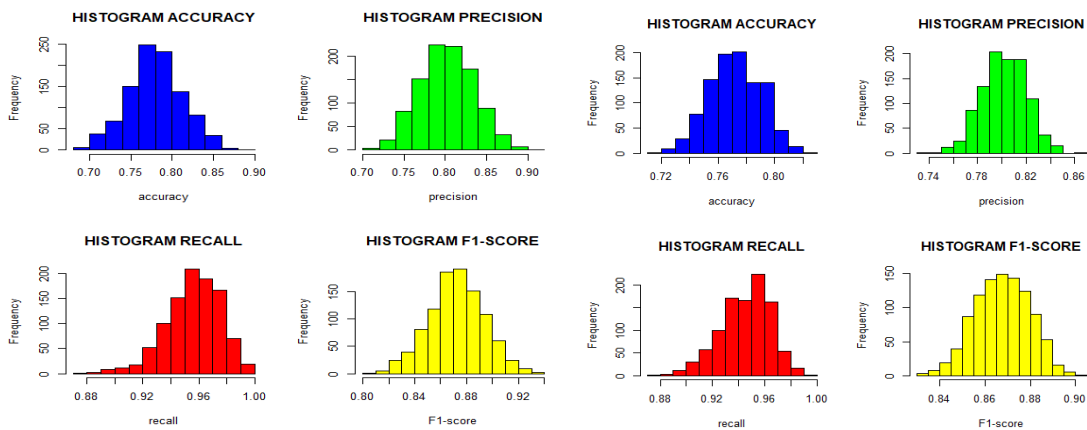 HISTOGRAM ACCURACY
Frequency
0 50 150 250
0.70 0.75 0.80 0.85 0.90
accuracy
HISTOGRAM PRECISION
Frequency
0 50 150
0.70 0.75 0.80 0.85 0.90
precision
HISTOGRAM ACCURACY
Frequency
0 50 100 150 200
0.72 0.76 0.80
accuracy
HISTOGRAM PRECISION
Frequency
0 50 100 150 200
0.74 0.78 0.82 0.86
precision
HISTOGRAM RECALL
Frequency
0 50 100 150 200
0.88 0.92 0.96 1.00
recall
HISTOGRAM F1-SCORE
Frequency
0 50 100 150
0.80 0.84 0.88 0.92
F1-score
HISTOGRAM RECALL
Frequency
0 50 100 150 200
0.88 0.92 0.96 1.00
recall
HISTOGRAM F1-SCORE
Frequency
0 50 100 150
0.84 0.86 0.88 0.90
F1-score